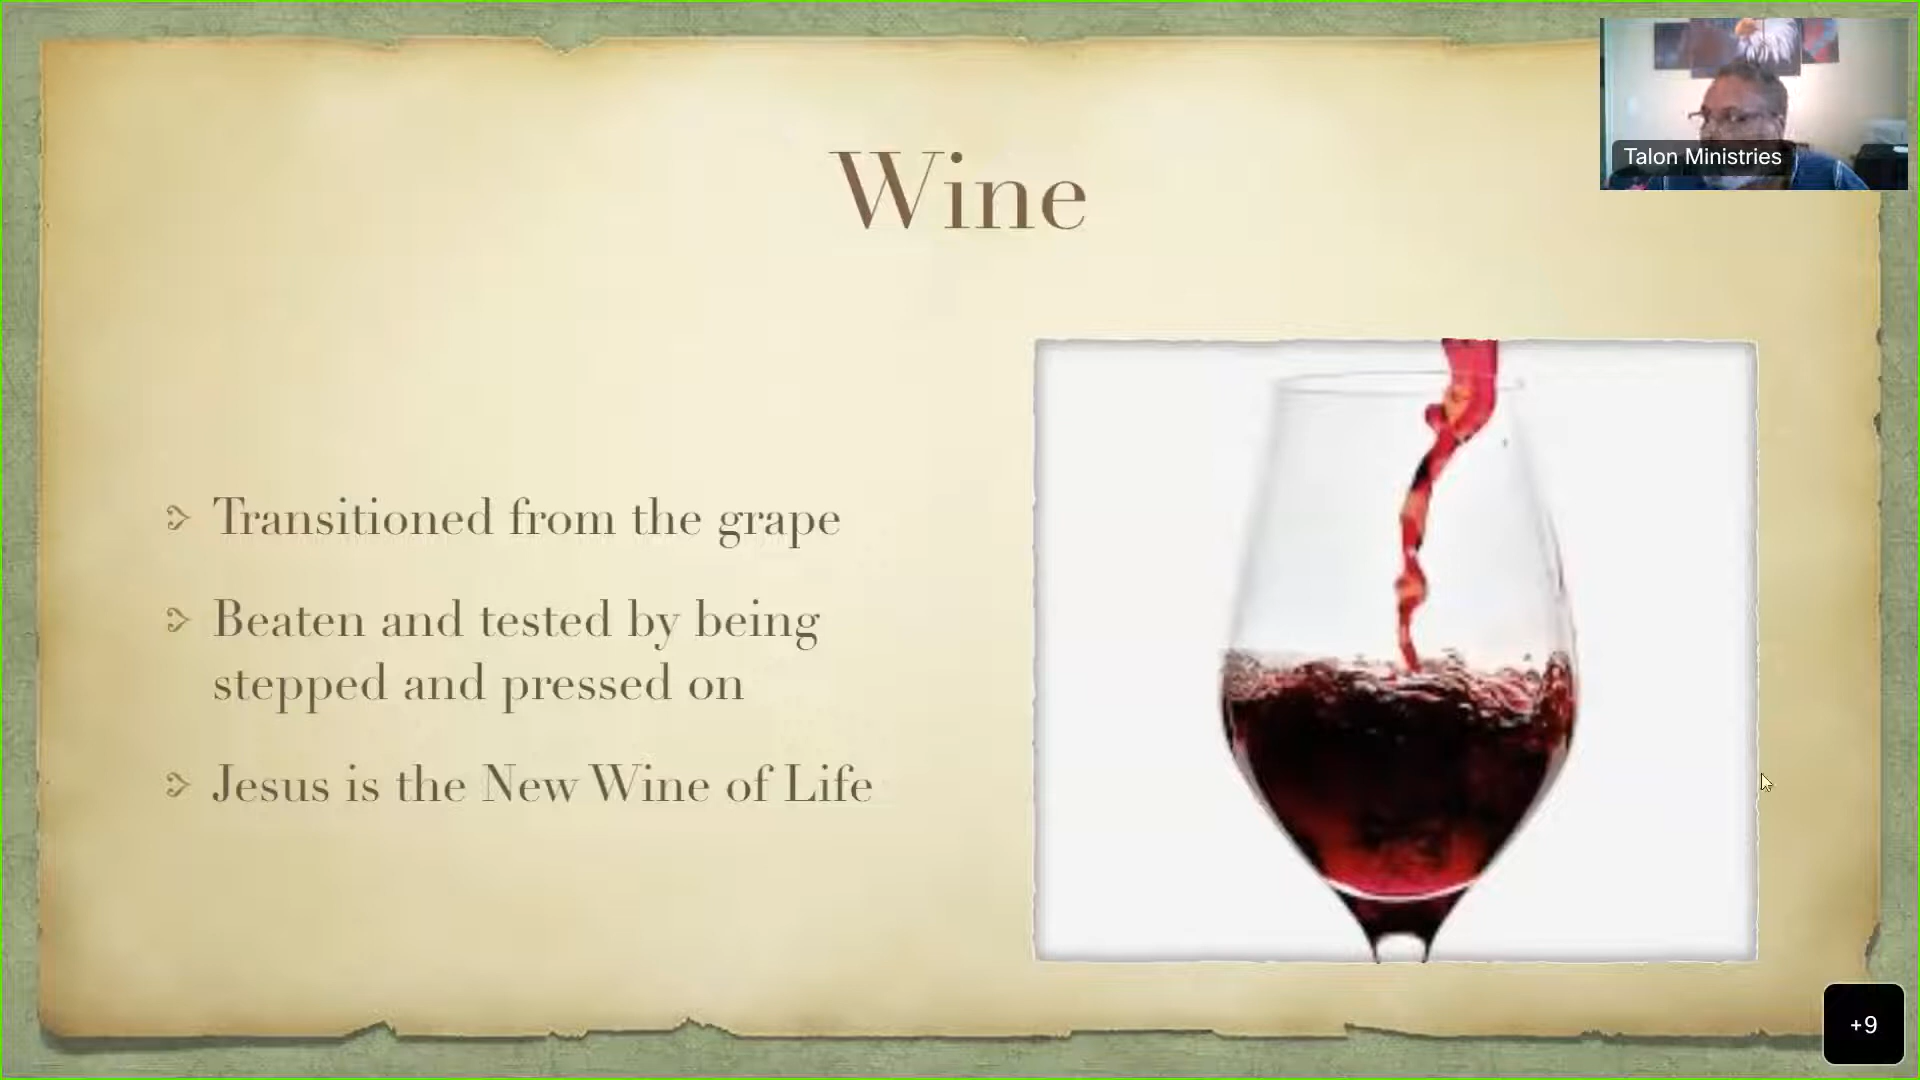 Talon Ministries
Wine
Transitioned from the grape
Beaten and tested by being
stepped and pressed on
Jesus is the New Wine of Life
+9